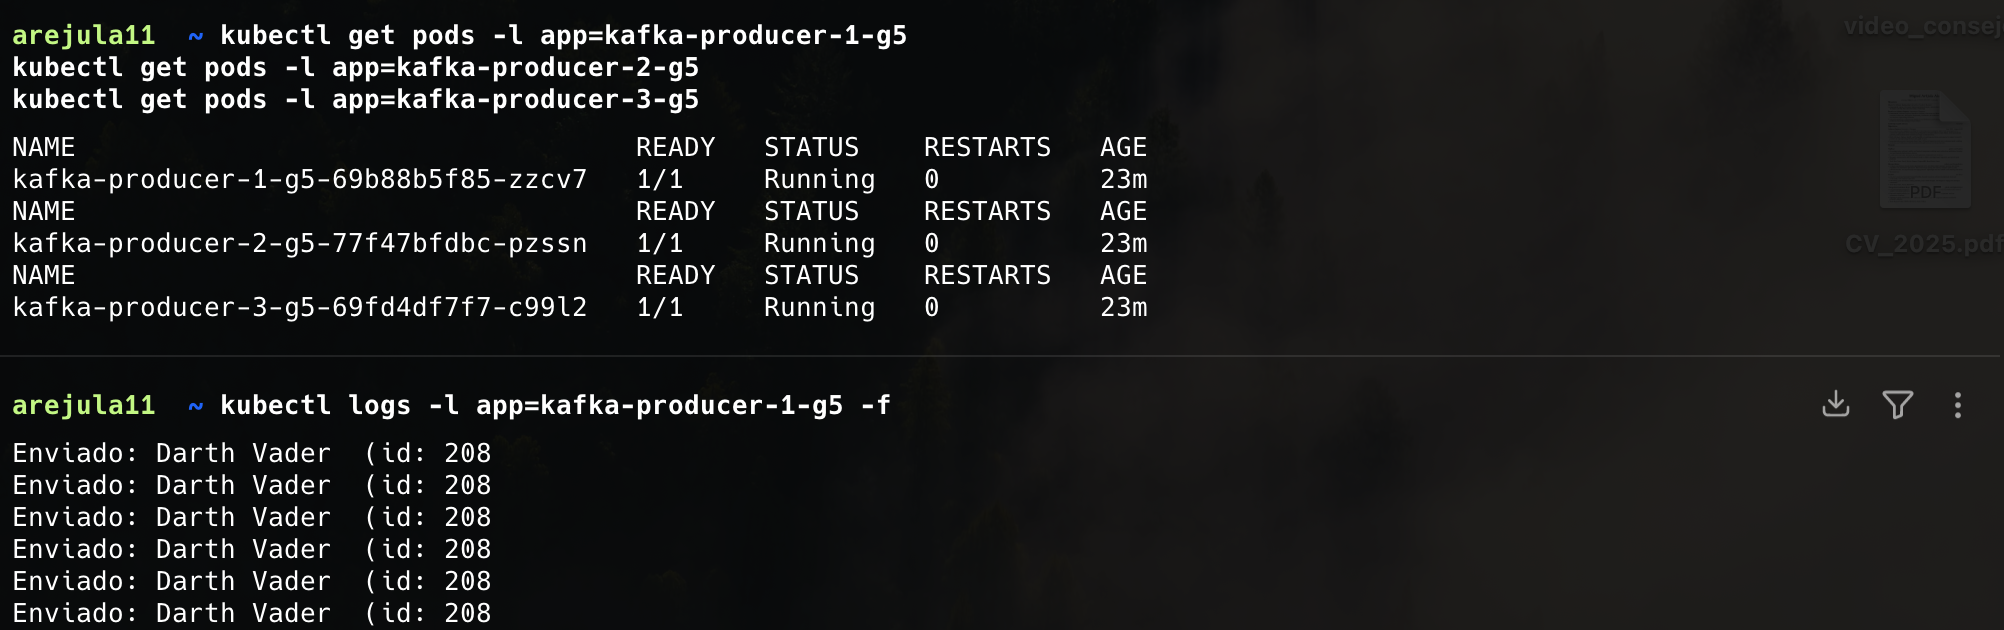 arejula11 ~ kubectl get pods -l app=kafka-producer-1-g5
kubectl get pods -l app=kafka-producer-2-g5
kubectl get pods -l app=kafka-producer-3-g5
NAME READY STATUS RESTARTS AGE
kafka-producer-1-g5-69b88b5f85-zzcv7 1/1 Running 0 23m
NAME READY STATUS RESTARTS AGE
kafka-producer-2-g5-77f47bfdbc-pzssn 1/1 Running 0 23m
NAME READY STATUS RESTARTS AGE
kafka-producer-3-g5-69fd4df7f7-c99l2 1/1 Running 0 23m
arejula11 ~ kubectl logs -l app=kafka-producer-1-g5 -f
Enviado: Darth Vader (id: 208
Enviado: Darth Vader (id: 208
Enviado: Darth Vader (id: 208
Enviado: Darth Vader (id: 208
Enviado: Darth Vader (id: 208
Enviado: Darth Vader (id: 208
video_consej
PDF
CV_2025.pdf